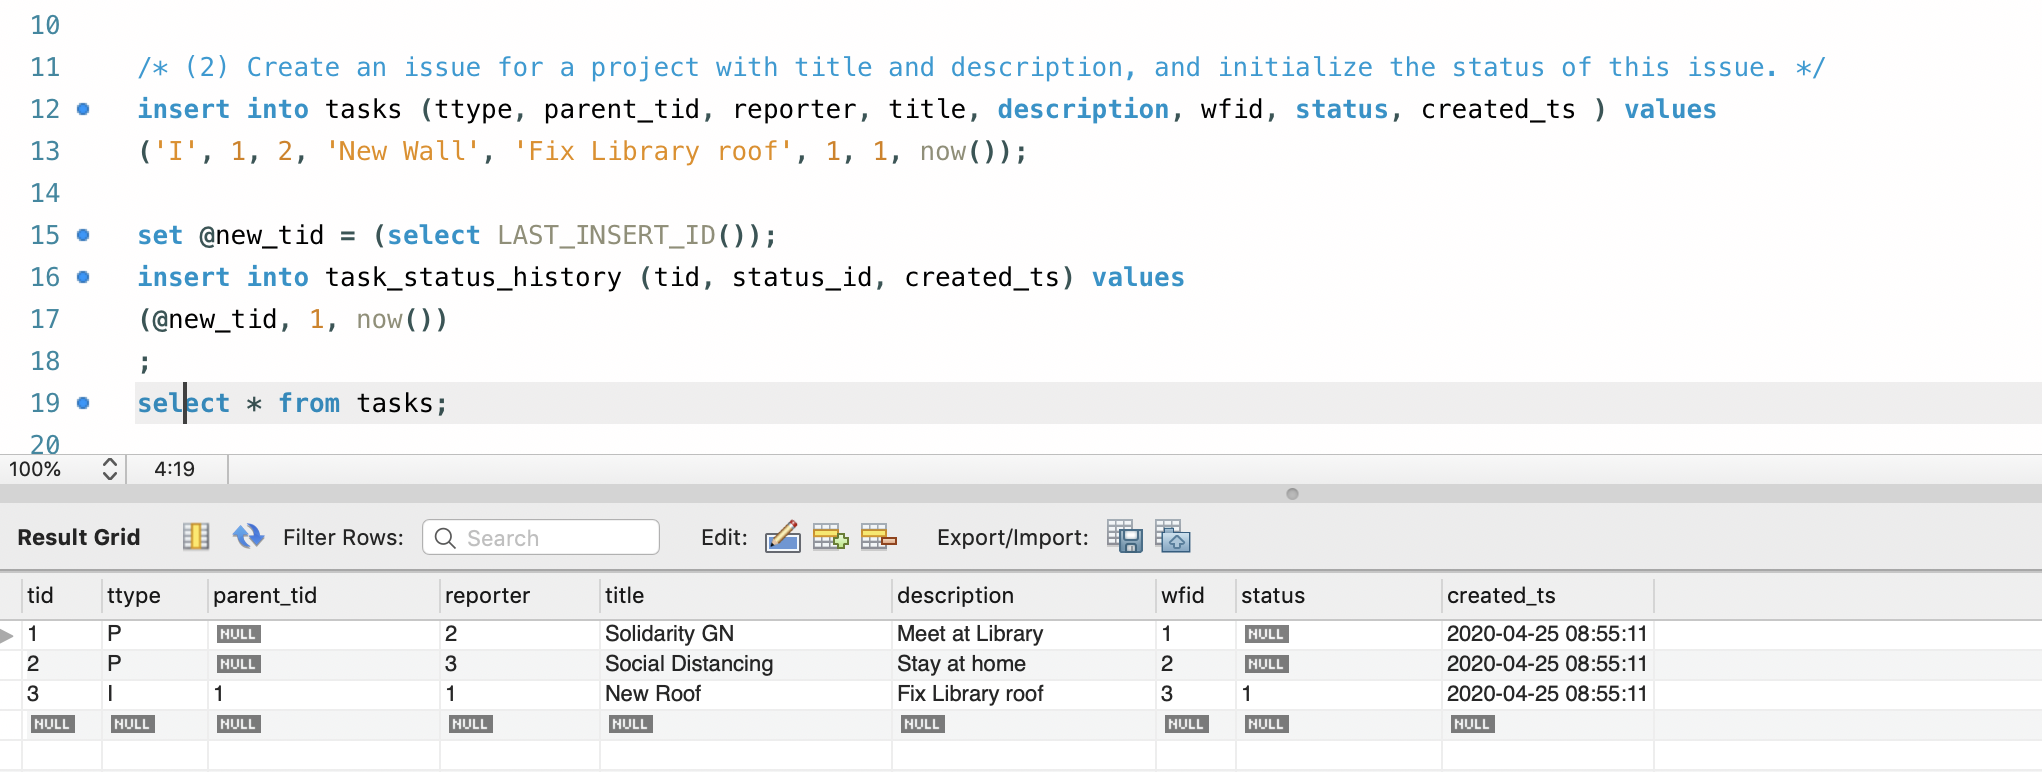 10
11 /* (2) Create an issue for a project with title and description, and initialize the status of this issue. */
12 insert into tasks (ttype, parent_tid, reporter, title, description, wfid, status, created_ts ) values
13 ('I', 1, 2, 'New Wall', 'Fix Library roof', 1, 1, now());
14
15 set @new_tid = (select LAST_INSERT_ID());
16 insert into task_status_history (tid, status_id, created_ts) values
17 (@new_tid, 1, now())
18 ;
19 select * from tasks;
20
100% 4:19
Result Grid Filter Rows: Search Edit: Export/Import:
tid ttype parent_tid reporter title description wfid status created_ts
1 P NULL 2 Solidarity GN Meet at Library 1 NULL 2020-04-25 08:55:11
2 P NULL 3 Social Distancing Stay at home 2 NULL 2020-04-25 08:55:11
3 I 1 1 New Roof Fix Library roof 3 1 2020-04-25 08:55:11
NULL NULL NULL NULL NULL NULL NULL NULL NULL